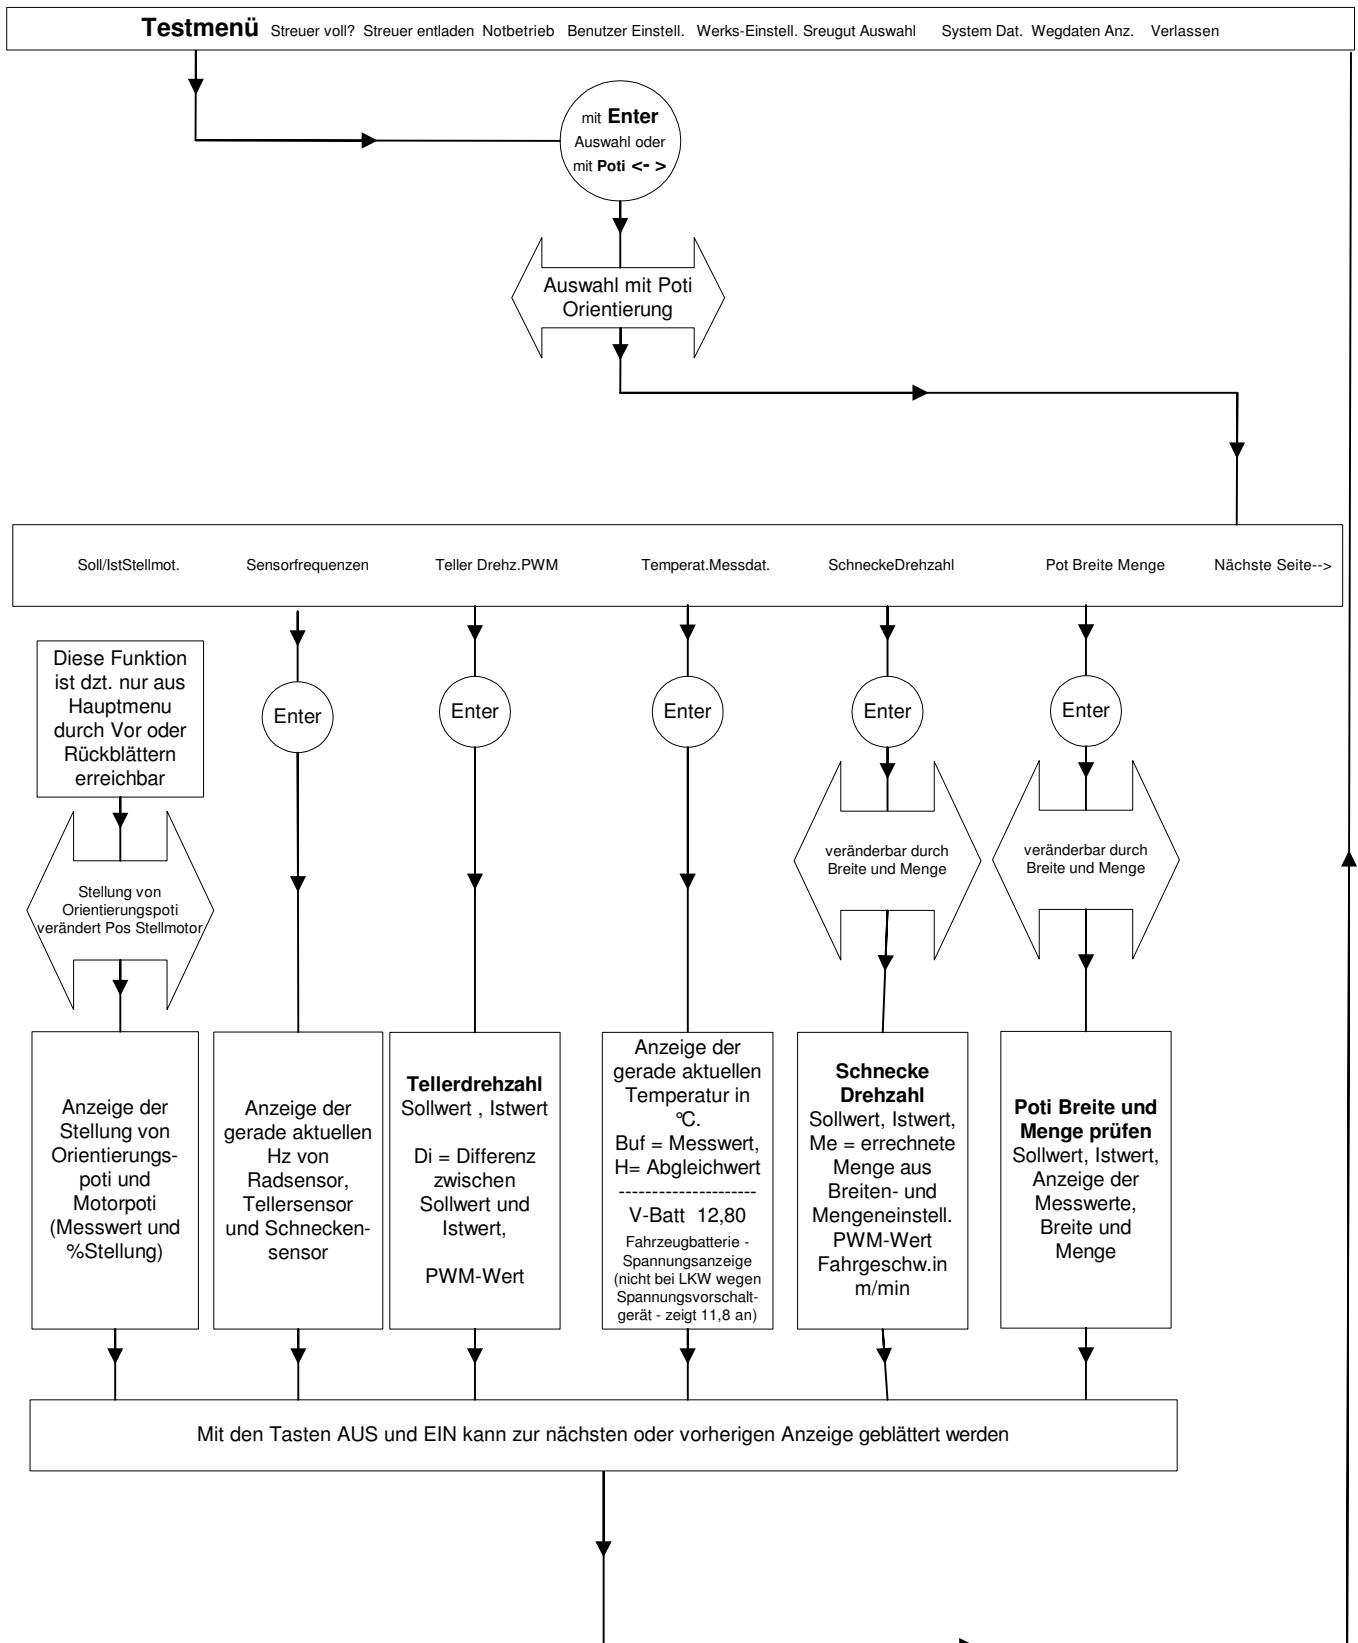 Testmenü Streuer voll? Streuer entladen Notbetrieb Benutzer Einstell. Werks-Einstell. Sreugut Auswahl System Dat. Wegdaten Anz. Verlassen
mit Enter
Auswahl oder
mit Poti <- >
Auswahl mit Poti
Orientierung
Soll/IstStellmot. Sensorfrequenzen Teller Drehz.PWM Temperat.Messdat. SchneckeDrehzahl Pot Breite Menge Nächste Seite-->
Diese Funktion
ist dzt. nur aus
Hauptmenu
durch Vor oder
Rückblättern
erreichbar
Enter
Enter
Enter
Enter
Enter
Stellung von
Orientierungspoti
verändert Pos Stellmotor
veränderbar durch
Breite und Menge
veränderbar durch
Breite und Menge
Anzeige der
Stellung von
Orientierungs-
poti und
Motorpoti
(Messwert und
%Stellung)
Anzeige der
gerade aktuellen
Hz von
Radsensor,
Tellersensor
und Schnecken-
sensor
Tellerdrehzahl
Sollwert , Istwert
Di = Differenz
zwischen
Sollwert und
Istwert,
PWM-Wert
Anzeige der
gerade aktuellen
Temperatur in
°C.
Buf = Messwert,
H= Abgleichwert
---------------------
V-Batt 12,80
Fahrzeugbatterie -
Spannungsanzeige
(nicht bei LKW wegen
Spannungsvorschalt-
gerät - zeigt 11,8 an)
Schnecke
Drehzahl
Sollwert, Istwert,
Me = errechnete
Menge aus
Breiten- und
Mengeneinstell.
PWM-Wert
Fahrgeschw.in
m/min
Poti Breite und
Menge prüfen
Sollwert, Istwert,
Anzeige der
Messwerte,
Breite und
Menge
Mit den Tasten AUS und EIN kann zur nächsten oder vorherigen Anzeige geblättert werden